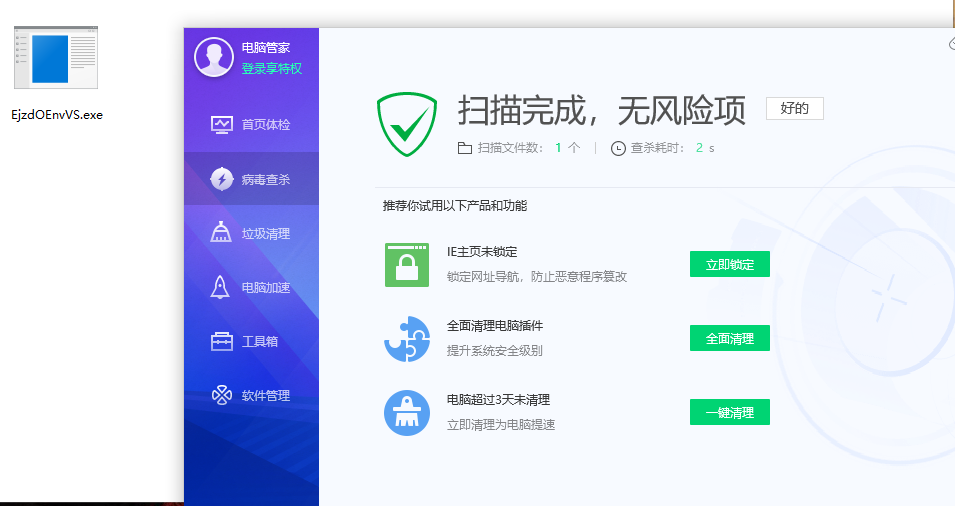 EjzdOEnvVS.exe
电脑管家
登录享特权
首页体检
病毒查杀
垃圾清理
电脑加速
工具箱
软件管理
扫描完成，无风险项
好的
扫描文件数： 1 个
查杀耗时： 2 s
推荐你试用以下产品和功能
IE主页未锁定
锁定网址导航，防止恶意程序篡改
立即锁定
全面清理电脑插件
提升系统安全级别
全面清理
电脑超过3天未清理
立即清理为电脑提速
一键清理